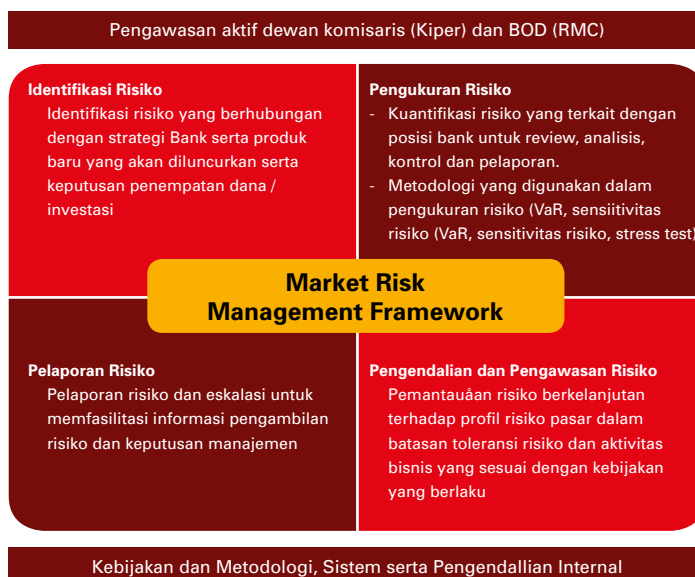 Pengawasan aktif dewan komisaris (Kiper) dan BOD (RMC)
Identifikasi Risiko
Identifikasi risiko yang berhubungan
dengan strategi Bank serta produk
baru yang akan diluncurkan serta
keputusan penempatan dana /
investasi
Pengukuran Risiko
- Kuantifikasi risiko yang terkait dengan
posisi bank untuk review, analisis,
kontrol dan pelaporan.
- Metodologi yang digunakan dalam
pengukuran risiko (VaR, sensiitivitas
risiko (VaR, sensitivitas risiko, stress test)
Market Risk
Management Framework
Pelaporan Risiko
Pelaporan risiko dan eskalasi untuk
memfasilitasi informasi pengambilan
risiko dan keputusan manajemen
Pengendalian dan Pengawasan Risiko
Pemantauåan risiko berkelanjutan
terhadap profil risiko pasar dalam
batasan toleransi risiko dan aktivitas
bisnis yang sesuai dengan kebijakan
yang berlaku
Kebijakan dan Metodologi, Sistem serta Pengendallian Internal